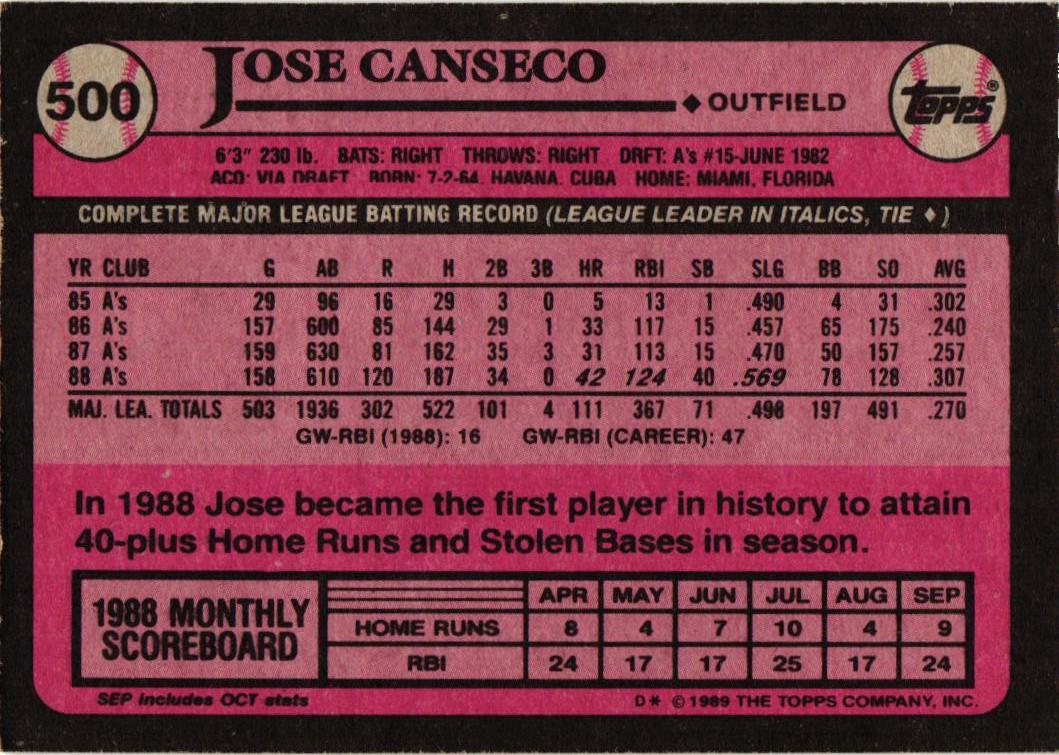 500
JOSE CANSECO
◆ OUTFIELD
Topps®
6'3" 230 lb. BATS: RIGHT THROWS: RIGHT DRFT: A's #15-JUNE 1982
ACQ: VIA DRAFT BORN: 7-2-64, HAVANA, CUBA HOME: MIAMI, FLORIDA
COMPLETE MAJOR LEAGUE BATTING RECORD (LEAGUE LEADER IN ITALICS, TIE ♦)
YR CLUB G AB R H 2B 3B HR RBI SB SLG BB SO AVG
85 A's 29 96 16 29 3 0 5 13 1 .490 4 31 .302
86 A's 157 600 85 144 29 1 33 117 15 .457 65 175 .240
87 A's 159 630 81 162 35 3 31 113 15 .470 50 157 .257
88 A's 158 610 120 187 34 0 42 124 40 .569 78 128 .307
MAJ. LEA. TOTALS 503 1936 302 522 101 4 111 367 71 .498 197 491 .270
GW-RBI (1988): 16 GW-RBI (CAREER): 47
In 1988 Jose became the first player in history to attain
40-plus Home Runs and Stolen Bases in season.
1988 MONTHLY
SCOREBOARD
APR MAY JUN JUL AUG SEP
HOME RUNS 8 4 7 10 4 9
RBI 24 17 17 25 17 24
SEP includes OCT stats
D* © 1989 THE TOPPS COMPANY, INC.